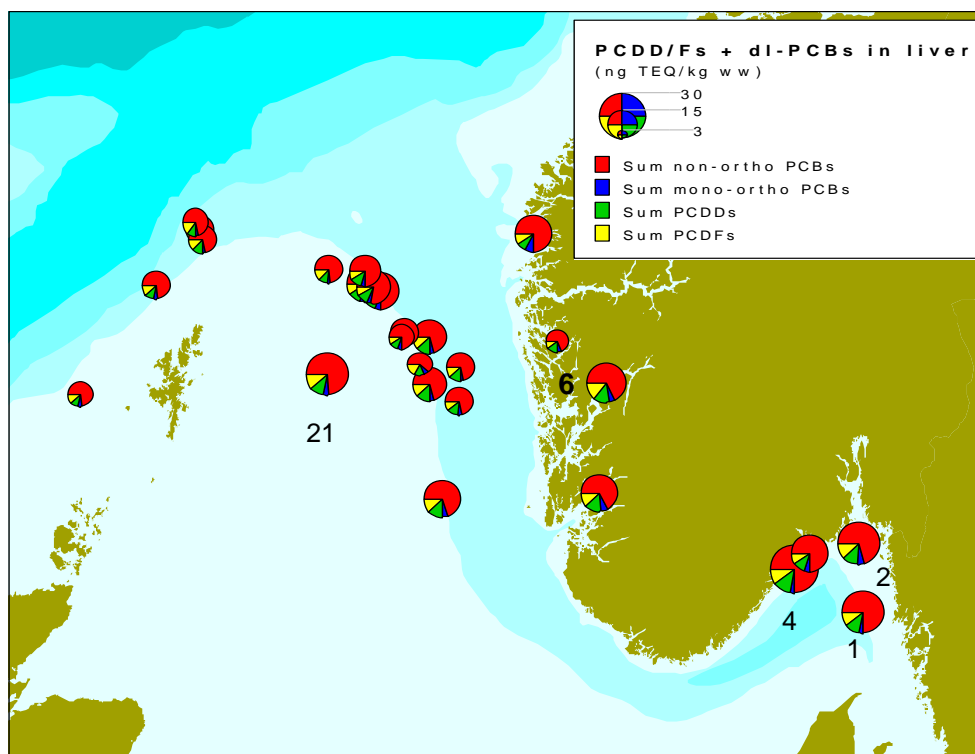 PCDD/Fs + dl-PCBs in liver
(ng TEQ/kg ww)
30
15
3
Sum non-ortho PCBs
Sum mono-ortho PCBs
Sum PCDDs
Sum PCDFs
6
21
2
4
1